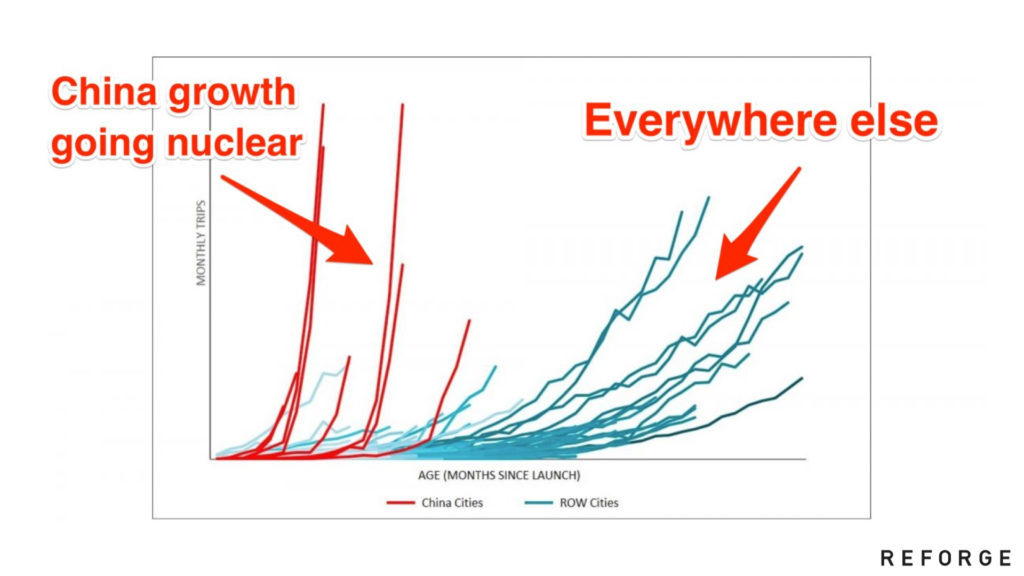 China growth
going nuclear
Everywhere else
MONTHLY TRIPS
AGE (MONTHS SINCE LAUNCH)
China Cities
ROW Cities
REFORGE